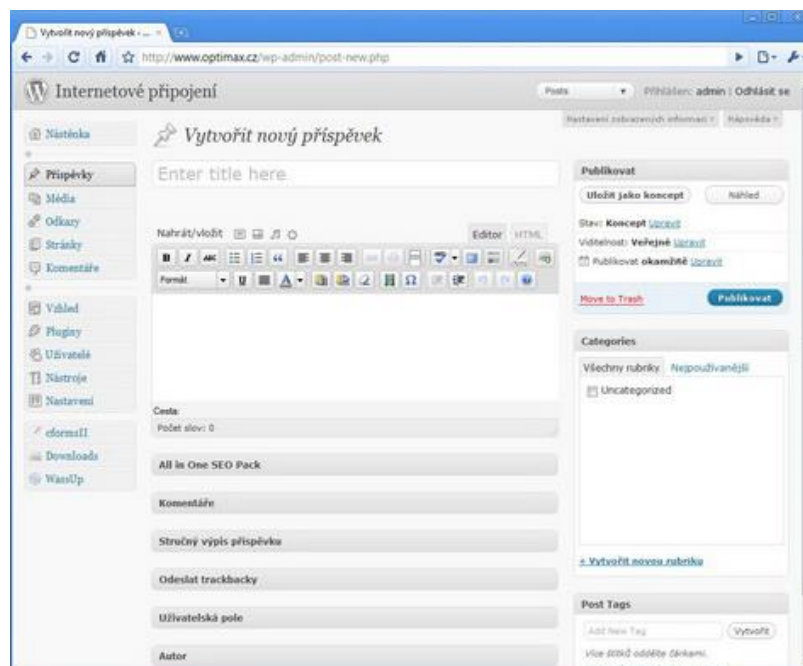 Vytvořit nový příspěvek ‹ ...
http://www.optimax.cz/wp-admin/post-new.php
Internetové připojení
Posts
Přihlášen: admin | Odhlásit se
Nastavení zobrazených informací
Nápověda
Nástěnka
Vytvořit nový příspěvek
Příspěvky
Média
Odkazy
Stránky
Komentáře
Vzhled
Pluginy
Uživatelé
Nástroje
Nastavení
cformsII
Downloads
WassUp
Enter title here
Nahrát/vložit
Editor HTML
Formát
Cesta:
Počet slov: 0
All in One SEO Pack
Komentáře
Stručný výpis příspěvku
Odeslat trackbacky
Uživatelská pole
Autor
Publikovat
Uložit jako koncept
Náhled
Stav: Koncept Upravit
Viditelnost: Veřejné Upravit
Publikovat okamžitě Upravit
Move to Trash
Publikovat
Categories
Všechny rubriky Nejpoužívanější
Uncategorized
+ Vytvořit novou rubriku
Post Tags
Add New Tag
Vytvořit
Více štítků oddělte čárkami.